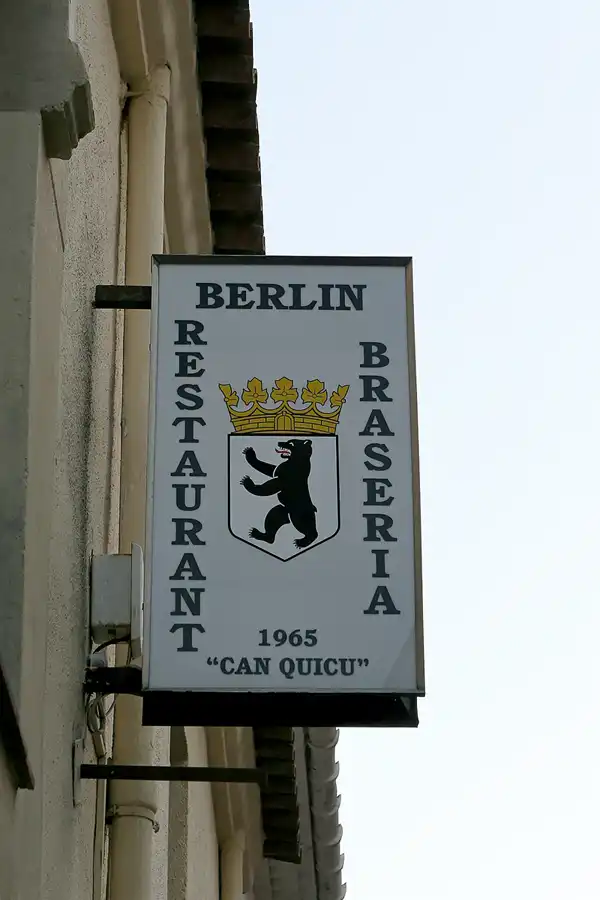 BERLIN
RESTAURANT
BRASERIA
1965
“CAN QUICU”